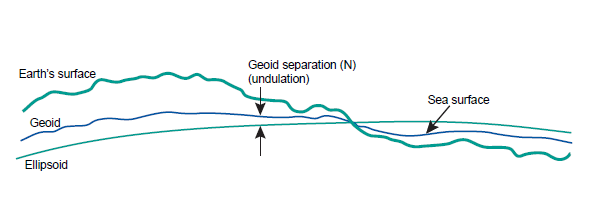 Geoid separation (N)
(undulation)
Earth's surface
Sea surface
Geoid
Ellipsoid